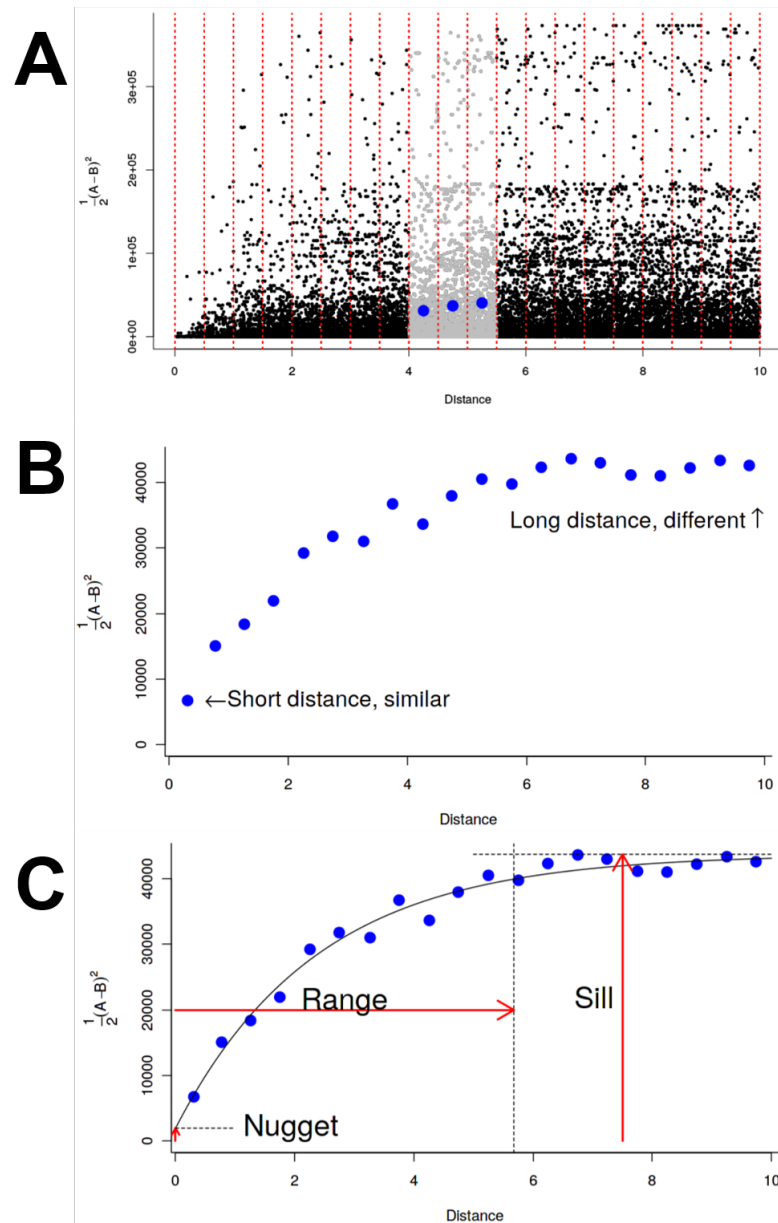 A
3e+05
2e+05
1e+05
0e+00
½(A−B)²
0 2 4 6 8 10
Distance
B
40000
30000
20000
10000
0
½(A−B)²
Long distance, different ↑
←Short distance, similar
0 2 4 6 8 10
Distance
C
40000
30000
20000
10000
0
½(A−B)²
Range
Sill
Nugget
0 2 4 6 8 10
Distance